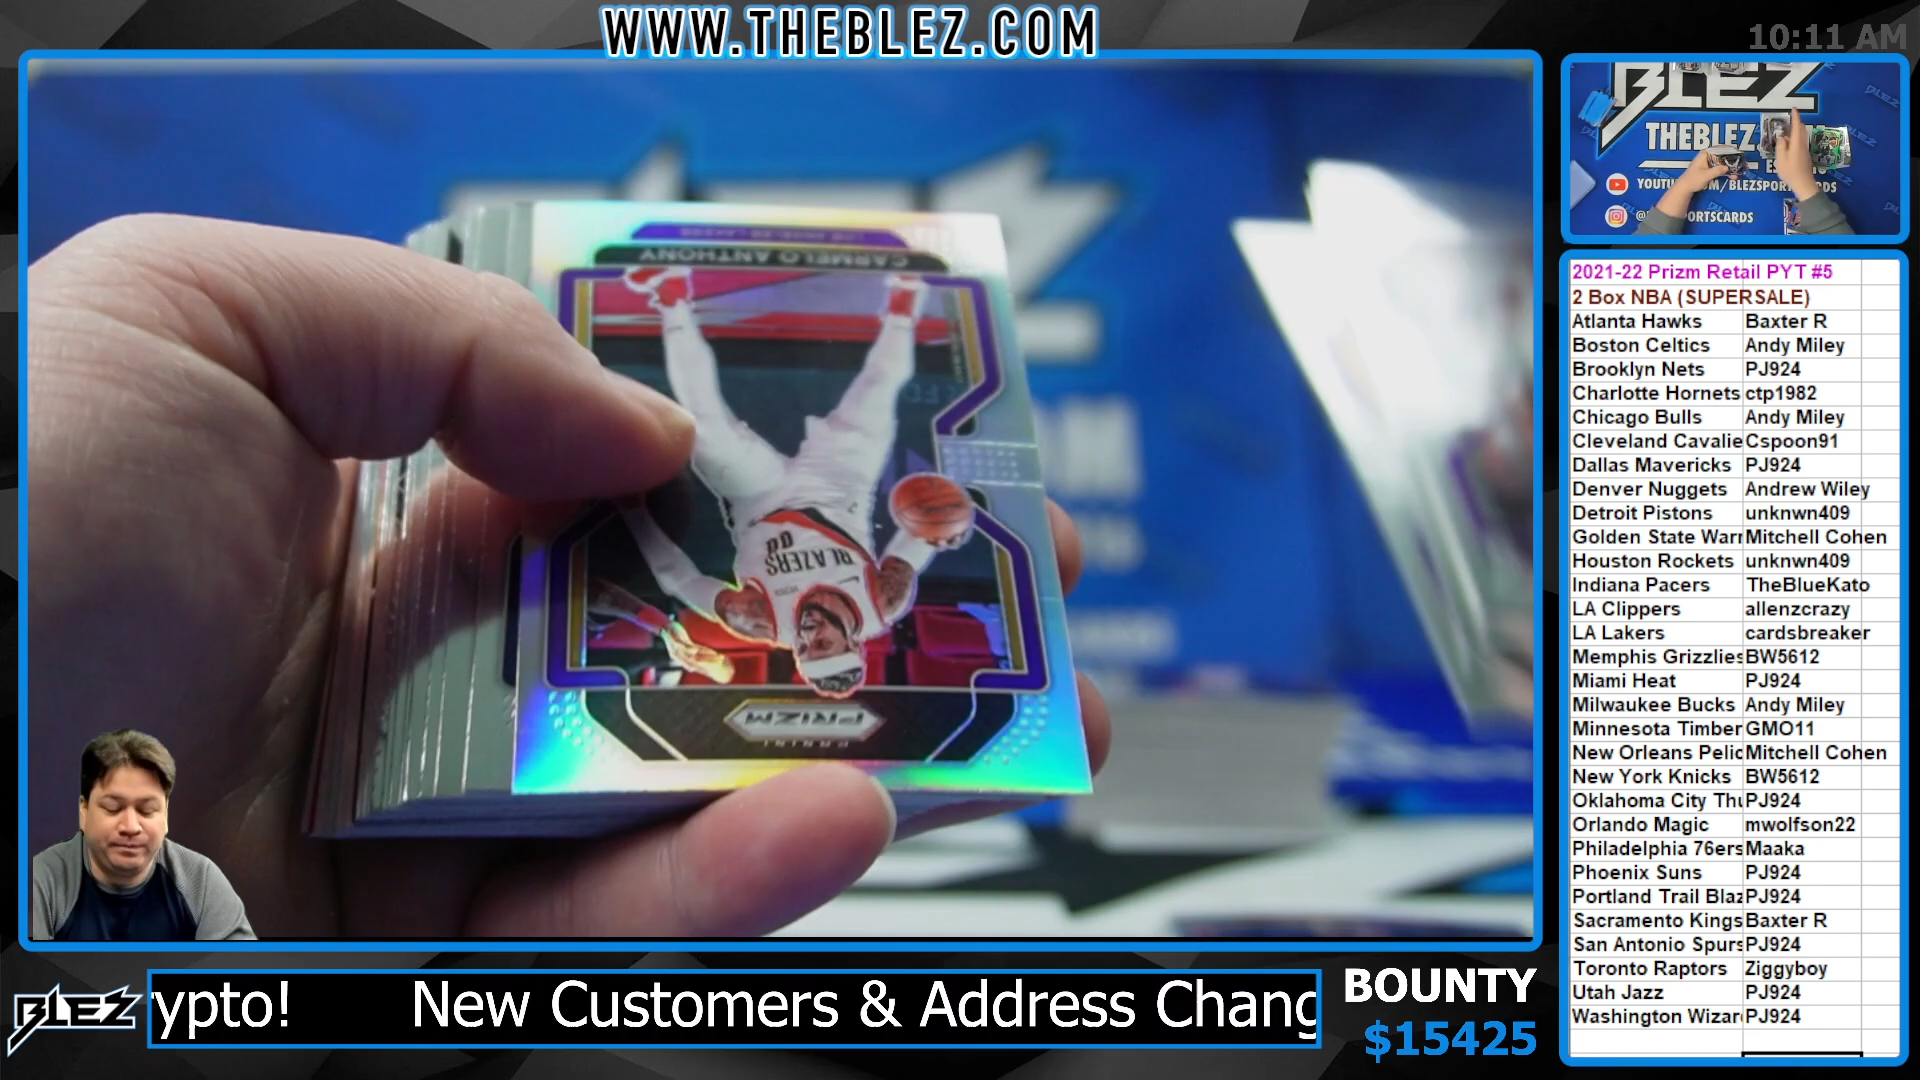 WWW.THEBLEZ.COM
10:11 AM
BLEZ
THEBLEZ
YOUTU
M/BLEZSPOR
RDS
PORTSCARDS
CARMELO ANTHONY
BLAZERS
00
PRIZM
PANINI
2021-22 Prizm Retail PYT #5
2 Box NBA (SUPERSALE)
Atlanta Hawks Baxter R
Boston Celtics Andy Miley
Brooklyn Nets PJ924
Charlotte Hornets ctp1982
Chicago Bulls Andy Miley
Cleveland Cavalie Cspoon91
Dallas Mavericks PJ924
Denver Nuggets Andrew Wiley
Detroit Pistons unknwn409
Golden State Warr Mitchell Cohen
Houston Rockets unknwn409
Indiana Pacers TheBlueKato
LA Clippers allenzcrazy
LA Lakers cardsbreaker
Memphis Grizzlies BW5612
Miami Heat PJ924
Milwaukee Bucks Andy Miley
Minnesota Timber GMO11
New Orleans Pelic Mitchell Cohen
New York Knicks BW5612
Oklahoma City Thu PJ924
Orlando Magic mwolfson22
Philadelphia 76ers Maaka
Phoenix Suns PJ924
Portland Trail Blaz PJ924
Sacramento Kings Baxter R
San Antonio Spurs PJ924
Toronto Raptors Ziggyboy
Utah Jazz PJ924
Washington Wizar PJ924
BLEZ
rypto! New Customers & Address Chang
BOUNTY
$15425